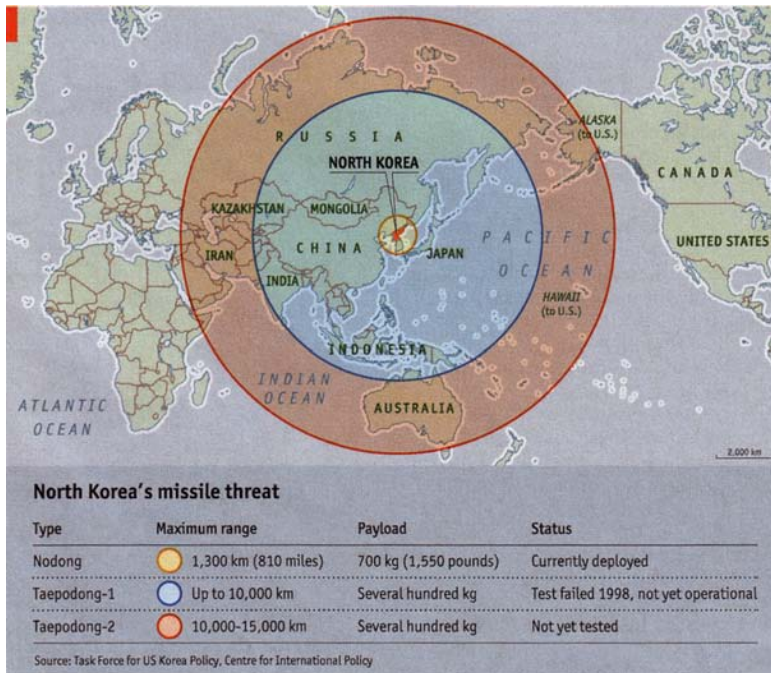 RUSSIA
ALASKA
(to U.S.)
NORTH KOREA
CANADA
KAZAKHSTAN
MONGOLIA
PACIFIC
OCEAN
UNITED STATES
IRAN
CHINA
JAPAN
INDIA
HAWAII
(to U.S.)
INDONESIA
INDIAN
OCEAN
ATLANTIC
OCEAN
AUSTRALIA
2,000 km
North Korea's missile threat
Type Maximum range Payload Status
Nodong 1,300 km (810 miles) 700 kg (1,550 pounds) Currently deployed
Taepodong-1 Up to 10,000 km Several hundred kg Test failed 1998, not yet operational
Taepodong-2 10,000-15,000 km Several hundred kg Not yet tested
Source: Task Force for US Korea Policy, Centre for International Policy